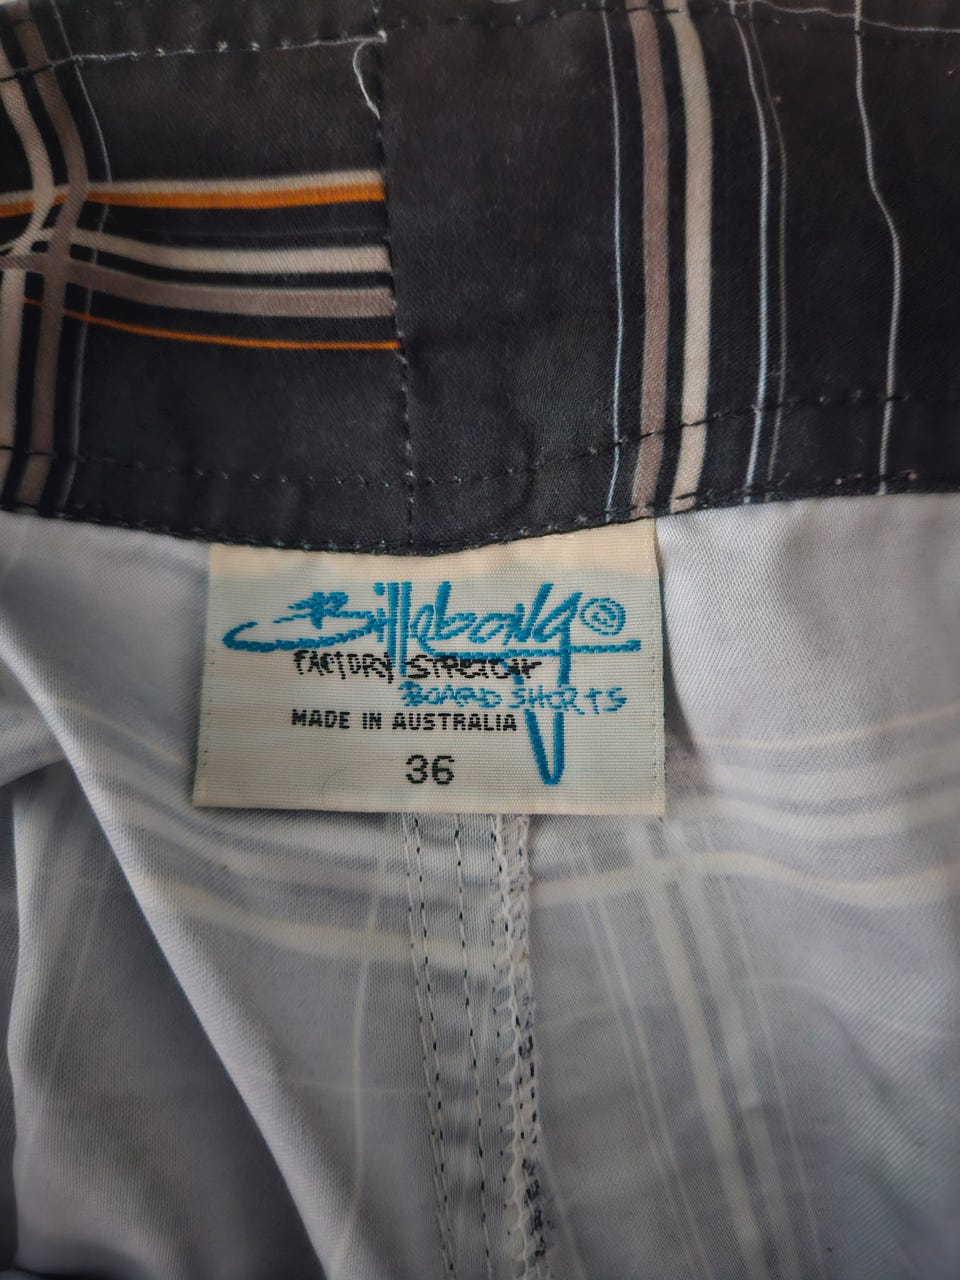 Billabong ®
FACTORY STRETCH
BOARD SHORTS
MADE IN AUSTRALIA
36